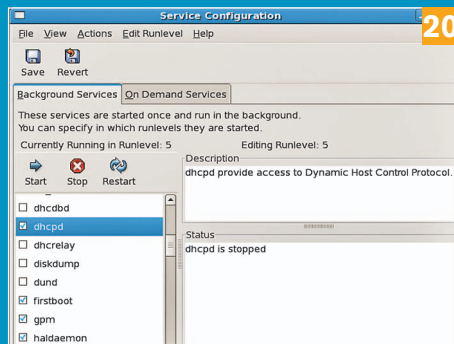 Service Configuration
20
File View Actions Edit Runlevel Help
Save Revert
Background Services On Demand Services
These services are started once and run in the background.
You can specify in which runlevels they are started.
Currently Running in Runlevel: 5 Editing Runlevel: 5
Start Stop Restart
Description
dhcpd provide access to Dynamic Host Control Protocol.
dhcdbd
dhcpd
dhcrelay
diskdump
dund
firstboot
gpm
haldaemon
Status
dhcpd is stopped